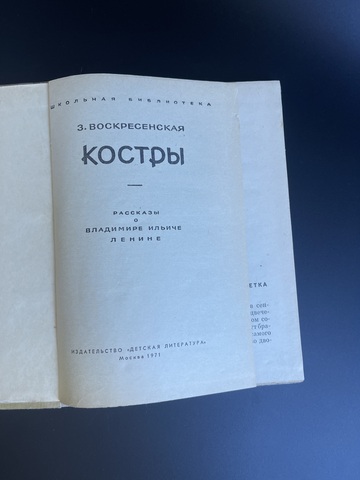 ШКОЛЬНАЯ БИБЛИОТЕКА
З. ВОСКРЕСЕНСКАЯ
КОСТРЫ
РАССКАЗЫ
О
ВЛАДИМИРЕ ИЛЬИЧЕ
ЛЕНИНЕ
ИЗДАТЕЛЬСТВО «ДЕТСКАЯ ЛИТЕРАТУРА»
Москва 1971